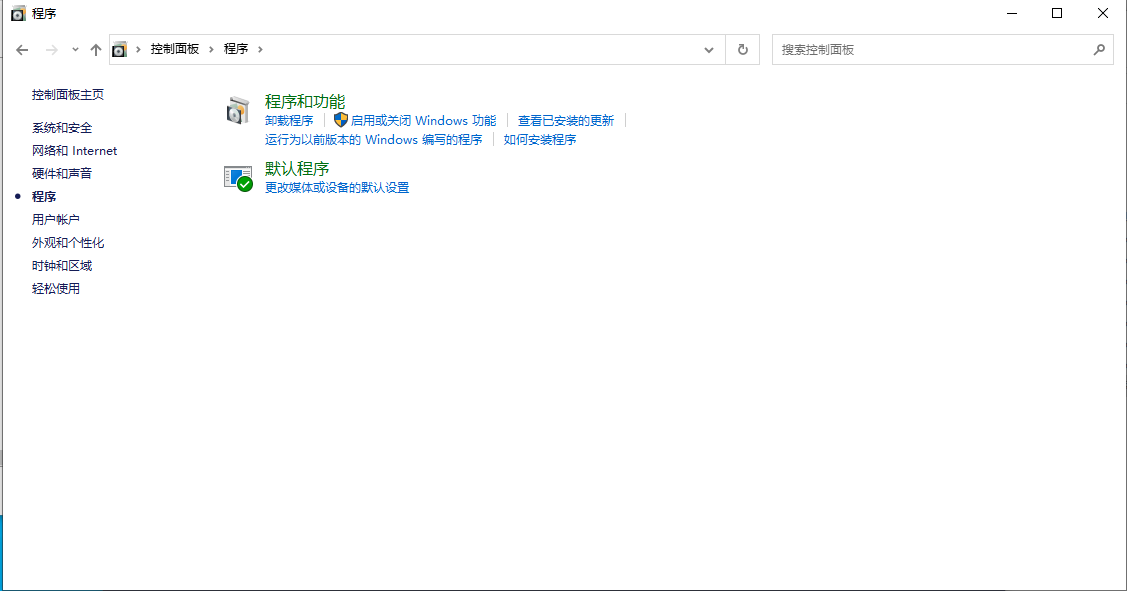 程序
控制面板 程序
搜索控制面板
控制面板主页
系统和安全
网络和 Internet
硬件和声音
程序
用户帐户
外观和个性化
时钟和区域
轻松使用
程序和功能
卸载程序 启用或关闭 Windows 功能 查看已安装的更新
运行为以前版本的 Windows 编写的程序 如何安装程序
默认程序
更改媒体或设备的默认设置